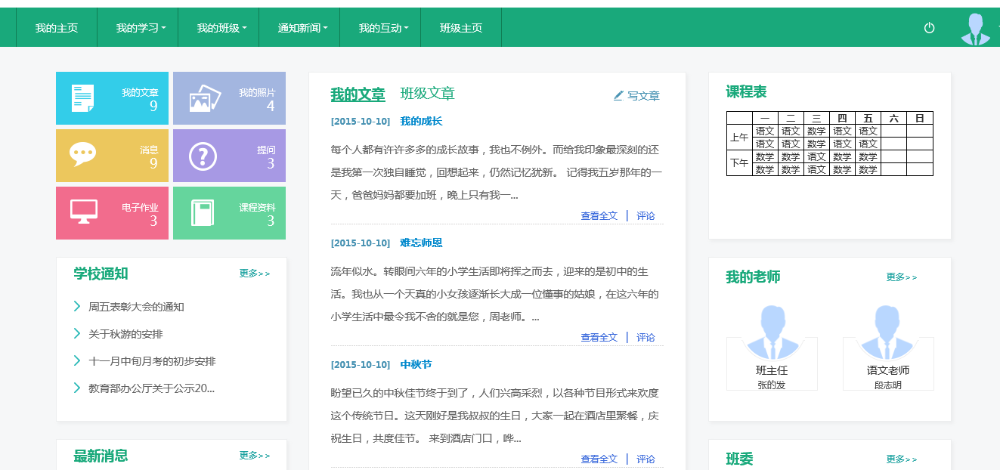 我的主页 我的学习 我的班级 通知新闻 我的互动 班级主页
我的文章
9
我的照片
4
消息
9
提问
3
电子作业
3
课程资料
3
学校通知 更多>>
周五表彰大会的通知
关于秋游的安排
十一月中旬月考的初步安排
教育部办公厅关于公示20...
最新消息 更多>>
我的文章 班级文章 写文章
[2015-10-10] 我的成长
每个人都有许许多多的成长故事，我也不例外。而给我印象最深刻的还
是我第一次独自睡觉，回想起来，仍然记忆犹新。 记得我五岁那年的一
天，爸爸妈妈都要加班，晚上只有我一...
查看全文 | 评论
[2015-10-10] 难忘师恩
流年似水。转眼间六年的小学生活即将挥之而去，迎来的是初中的生
活。我也从一个天真的小女孩逐渐长大成一位懂事的姑娘，在这六年的
小学生活中最令我不舍的就是您，周老师。...
查看全文 | 评论
[2015-10-10] 中秋节
盼望已久的中秋佳节终于到了，人们兴高采烈，以各种节目形式来欢度
这个传统节日。这天刚好是我叔叔的生日，大家一起在酒店里聚餐，庆
祝生日，共度佳节。 来到酒店门口，哗...
查看全文 | 评论
课程表
一 二 三 四 五 六 日
上午 语文 语文 数学 语文 语文
语文 语文 数学 语文 语文
下午 数学 数学 语文 数学 数学
数学 数学 语文 数学 数学
我的老师 更多>>
班主任 语文老师
张的发 段志明
班委 更多>>